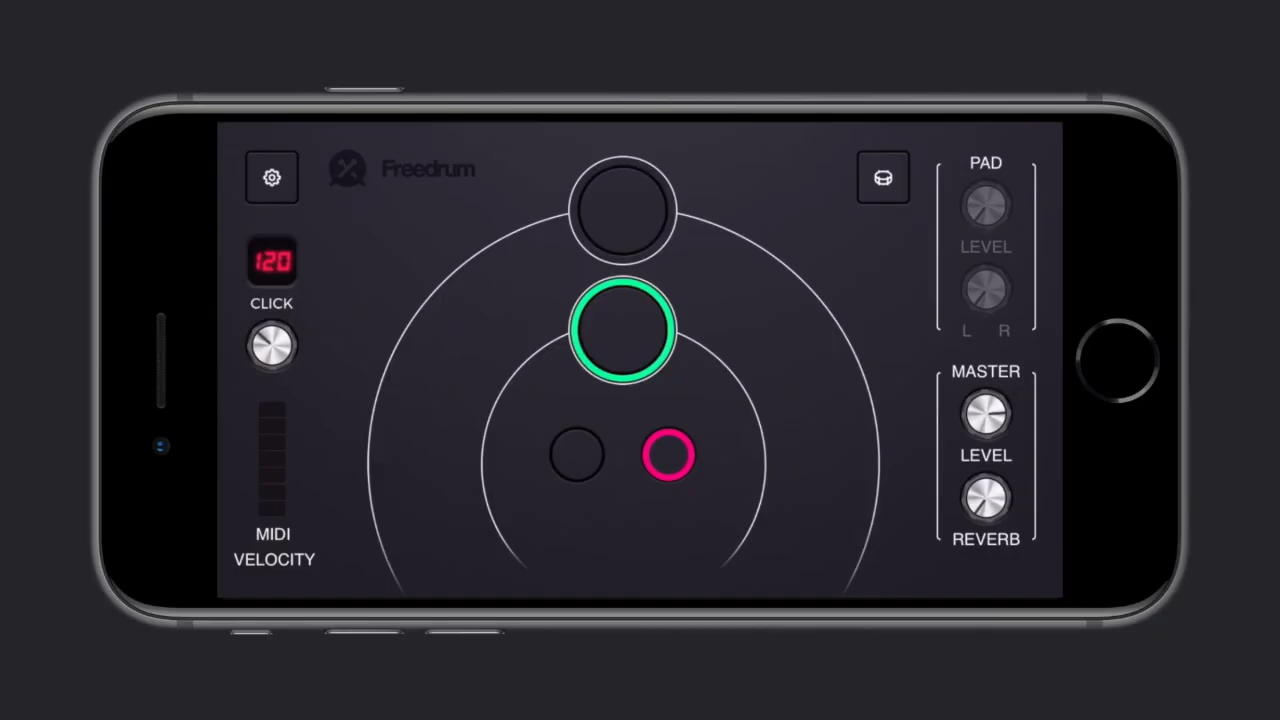 Freedrum
120
CLICK
MIDI
VELOCITY
PAD
LEVEL
L R
MASTER
LEVEL
REVERB